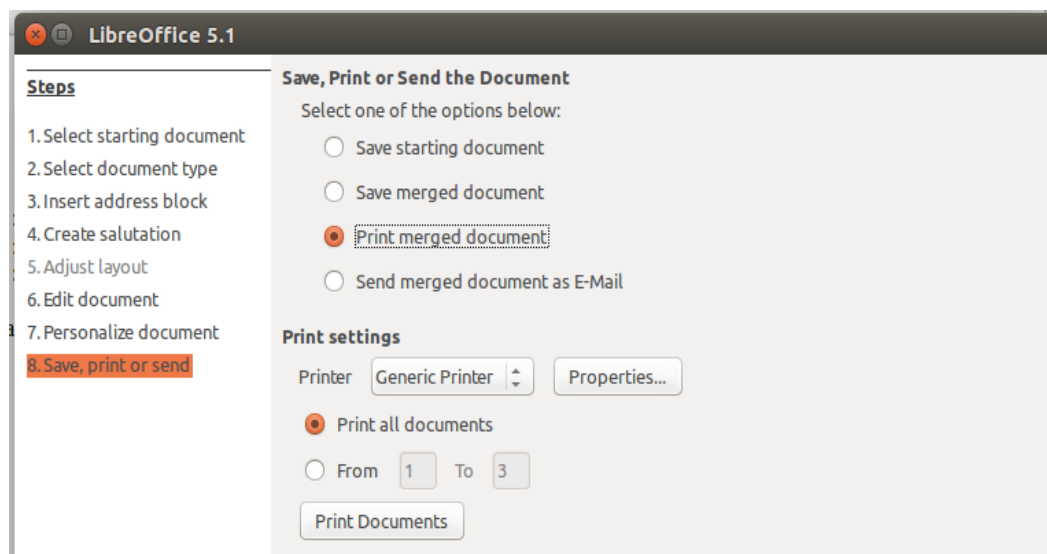 LibreOffice 5.1
Steps
1. Select starting document
2. Select document type
3. Insert address block
4. Create salutation
5. Adjust layout
6. Edit document
7. Personalize document
8. Save, print or send
Save, Print or Send the Document
Select one of the options below:
Save starting document
Save merged document
Print merged document
Send merged document as E-Mail
Print settings
Printer Generic Printer Properties...
Print all documents
From 1 To 3
Print Documents